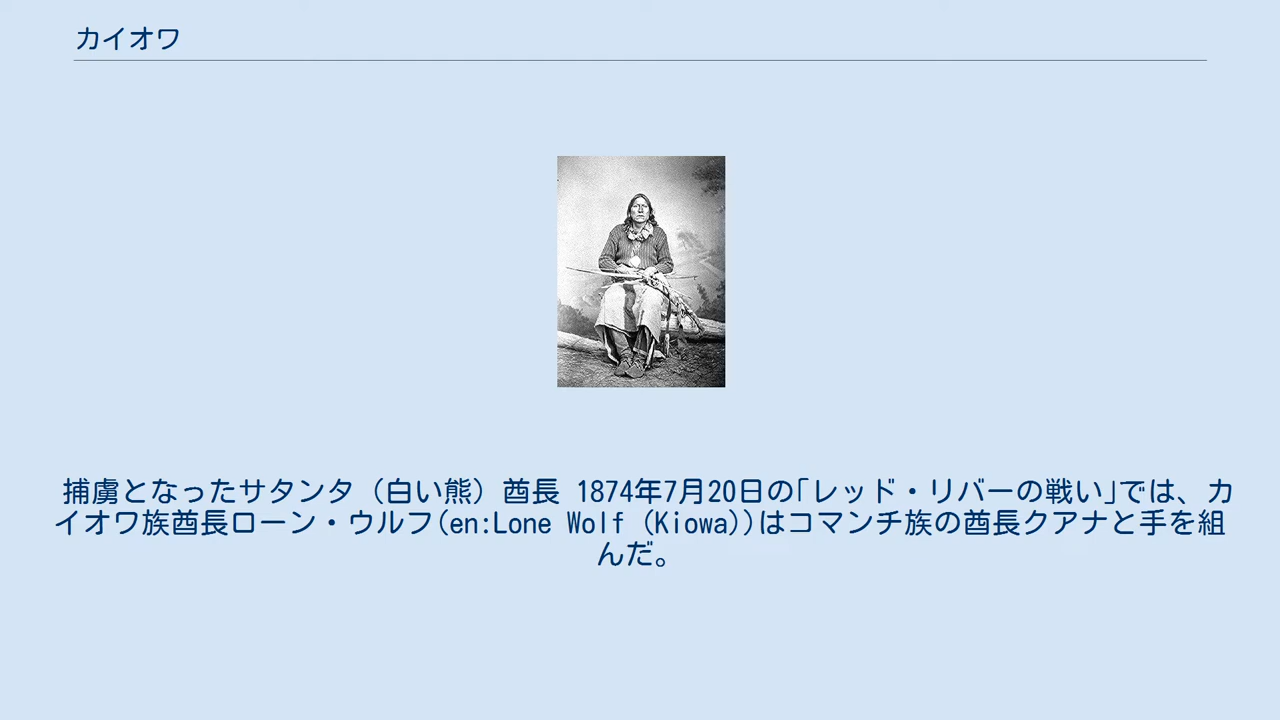 カイオワ
捕虜となったサタンタ（白い熊）酋長 1874年7月20日の｢レッド・リバーの戦い｣では、カ
イオワ族酋長ローン・ウルフ(en:Lone Wolf (Kiowa))はコマンチ族の酋長クアナと手を組
んだ。